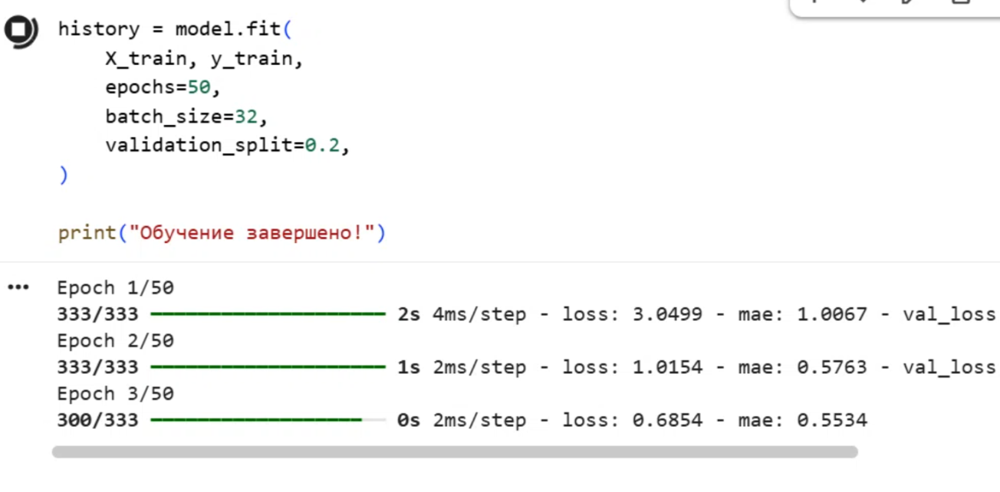 history = model.fit(
    X_train, y_train,
    epochs=50,
    batch_size=32,
    validation_split=0.2,
)
print("Обучение завершено!")
Epoch 1/50
333/333 ━━━━━━━━━━━━━━━━━━━━ 2s 4ms/step - loss: 3.0499 - mae: 1.0067 - val_loss
Epoch 2/50
333/333 ━━━━━━━━━━━━━━━━━━━━ 1s 2ms/step - loss: 1.0154 - mae: 0.5763 - val_loss
Epoch 3/50
300/333 ━━━━━━━━━━━━━━━━━━━━ 0s 2ms/step - loss: 0.6854 - mae: 0.5534